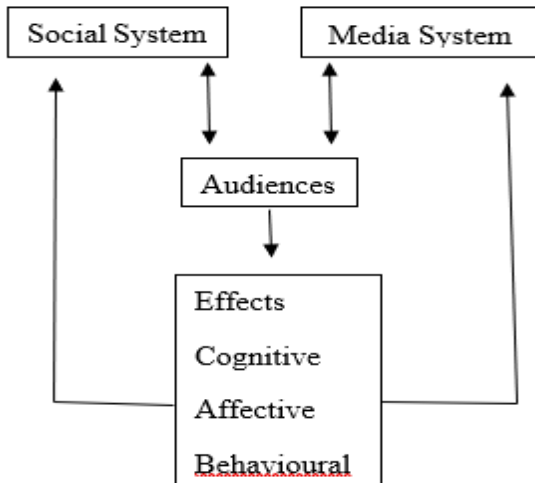 Social System
Media System
Audiences
Effects
Cognitive
Affective
Behavioural